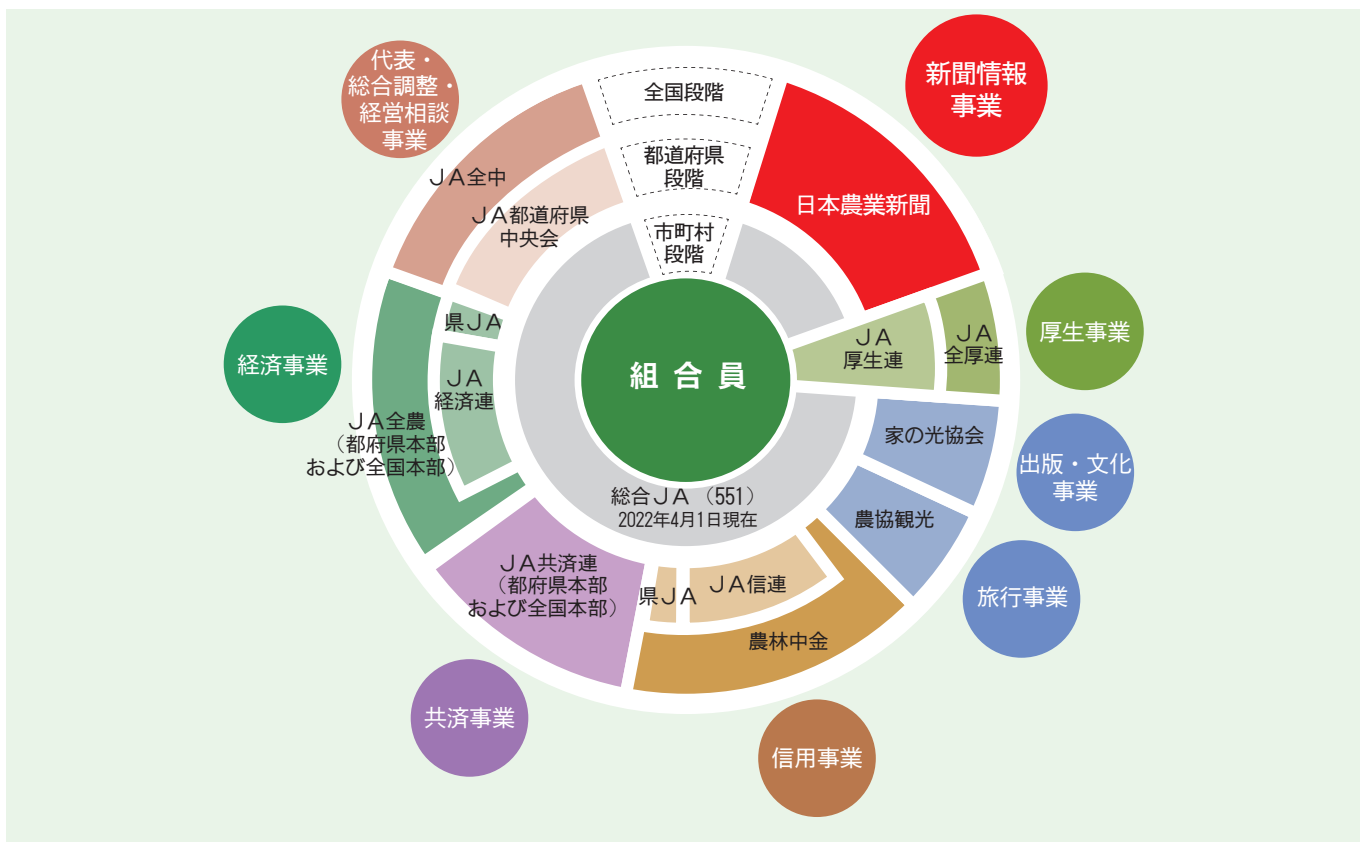 代表・
総合調整・
経営相談
事業
全国段階
都道府県
段階
市町村
段階
新聞情報
事業
日本農業新聞
ＪＡ全中
ＪＡ都道府県
中央会
県ＪＡ
ＪＡ
経済連
経済事業
ＪＡ全農
（都府県本部
および全国本部）
組合員
総合ＪＡ（551）
2022年4月1日現在
ＪＡ
厚生連
ＪＡ
全厚連
厚生事業
家の光協会
出版・文化
事業
農協観光
旅行事業
ＪＡ共済連
（都府県本部
および全国本部）
共済事業
県ＪＡ
ＪＡ信連
農林中金
信用事業